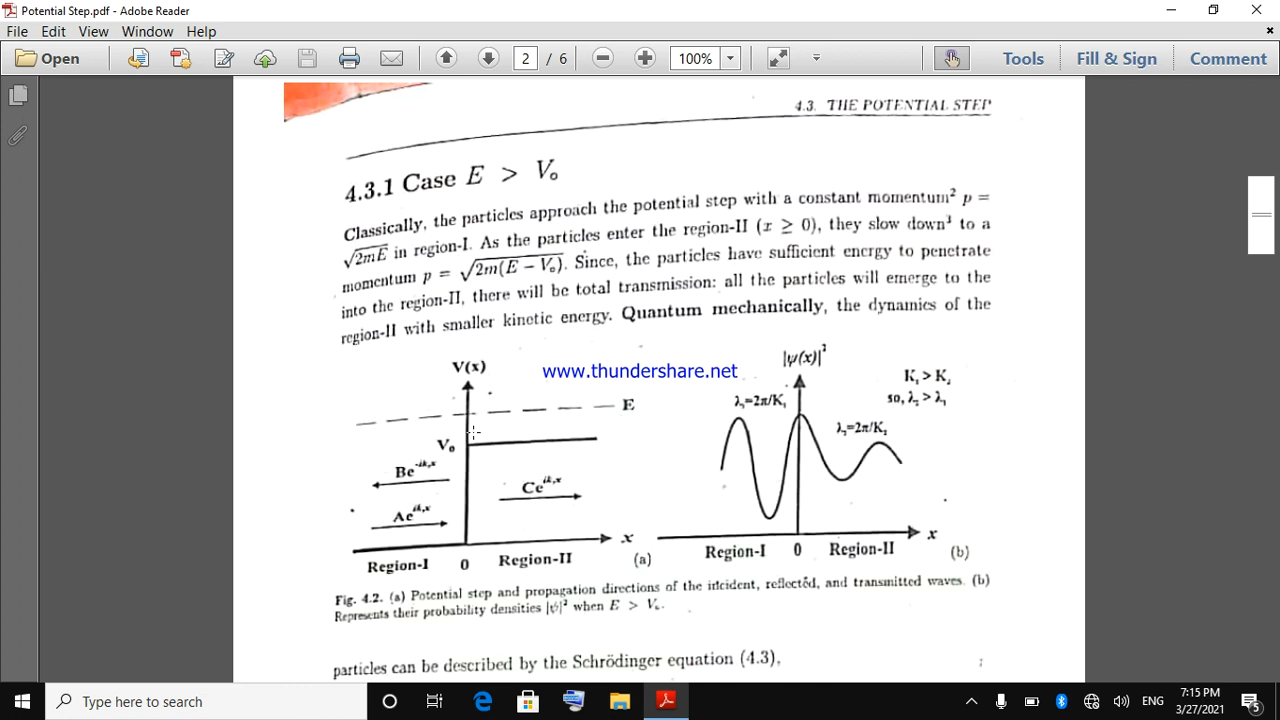 Potential Step.pdf - Adobe Reader
File Edit View Window Help
Open 2 / 6 100% Tools Fill & Sign Comment
4.3. THE POTENTIAL STEP
4.3.1 Case E > V₀
Classically, the particles approach the potential step with a constant momentum² p =
√2mE in region-I. As the particles enter the region-II (x ≥ 0), they slow down³ to a
momentum p = √2m(E − V₀). Since, the particles have sufficient energy to penetrate
into the region-II, there will be total transmission: all the particles will emerge to the
region-II with smaller kinetic energy. Quantum mechanically, the dynamics of the
V(x)
www.thundershare.net
E
V₀
Be^-ik₁x
Ae^ik₁x
Ce^ik₂x
x
Region-I 0 Region-II
(a)
|ψ(x)|²
K₁ > K₂
so, λ₂ > λ₁
λ₁=2π/K₁
λ₂=2π/K₂
x
Region-I 0 Region-II
(b)
Fig. 4.2. (a) Potential step and propagation directions of the incident, reflected, and transmitted waves. (b)
Represents their probability densities |ψ|² when E > V₀.
particles can be described by the Schrödinger equation (4.3),
Type here to search
ENG
7:15 PM
3/27/2021
5